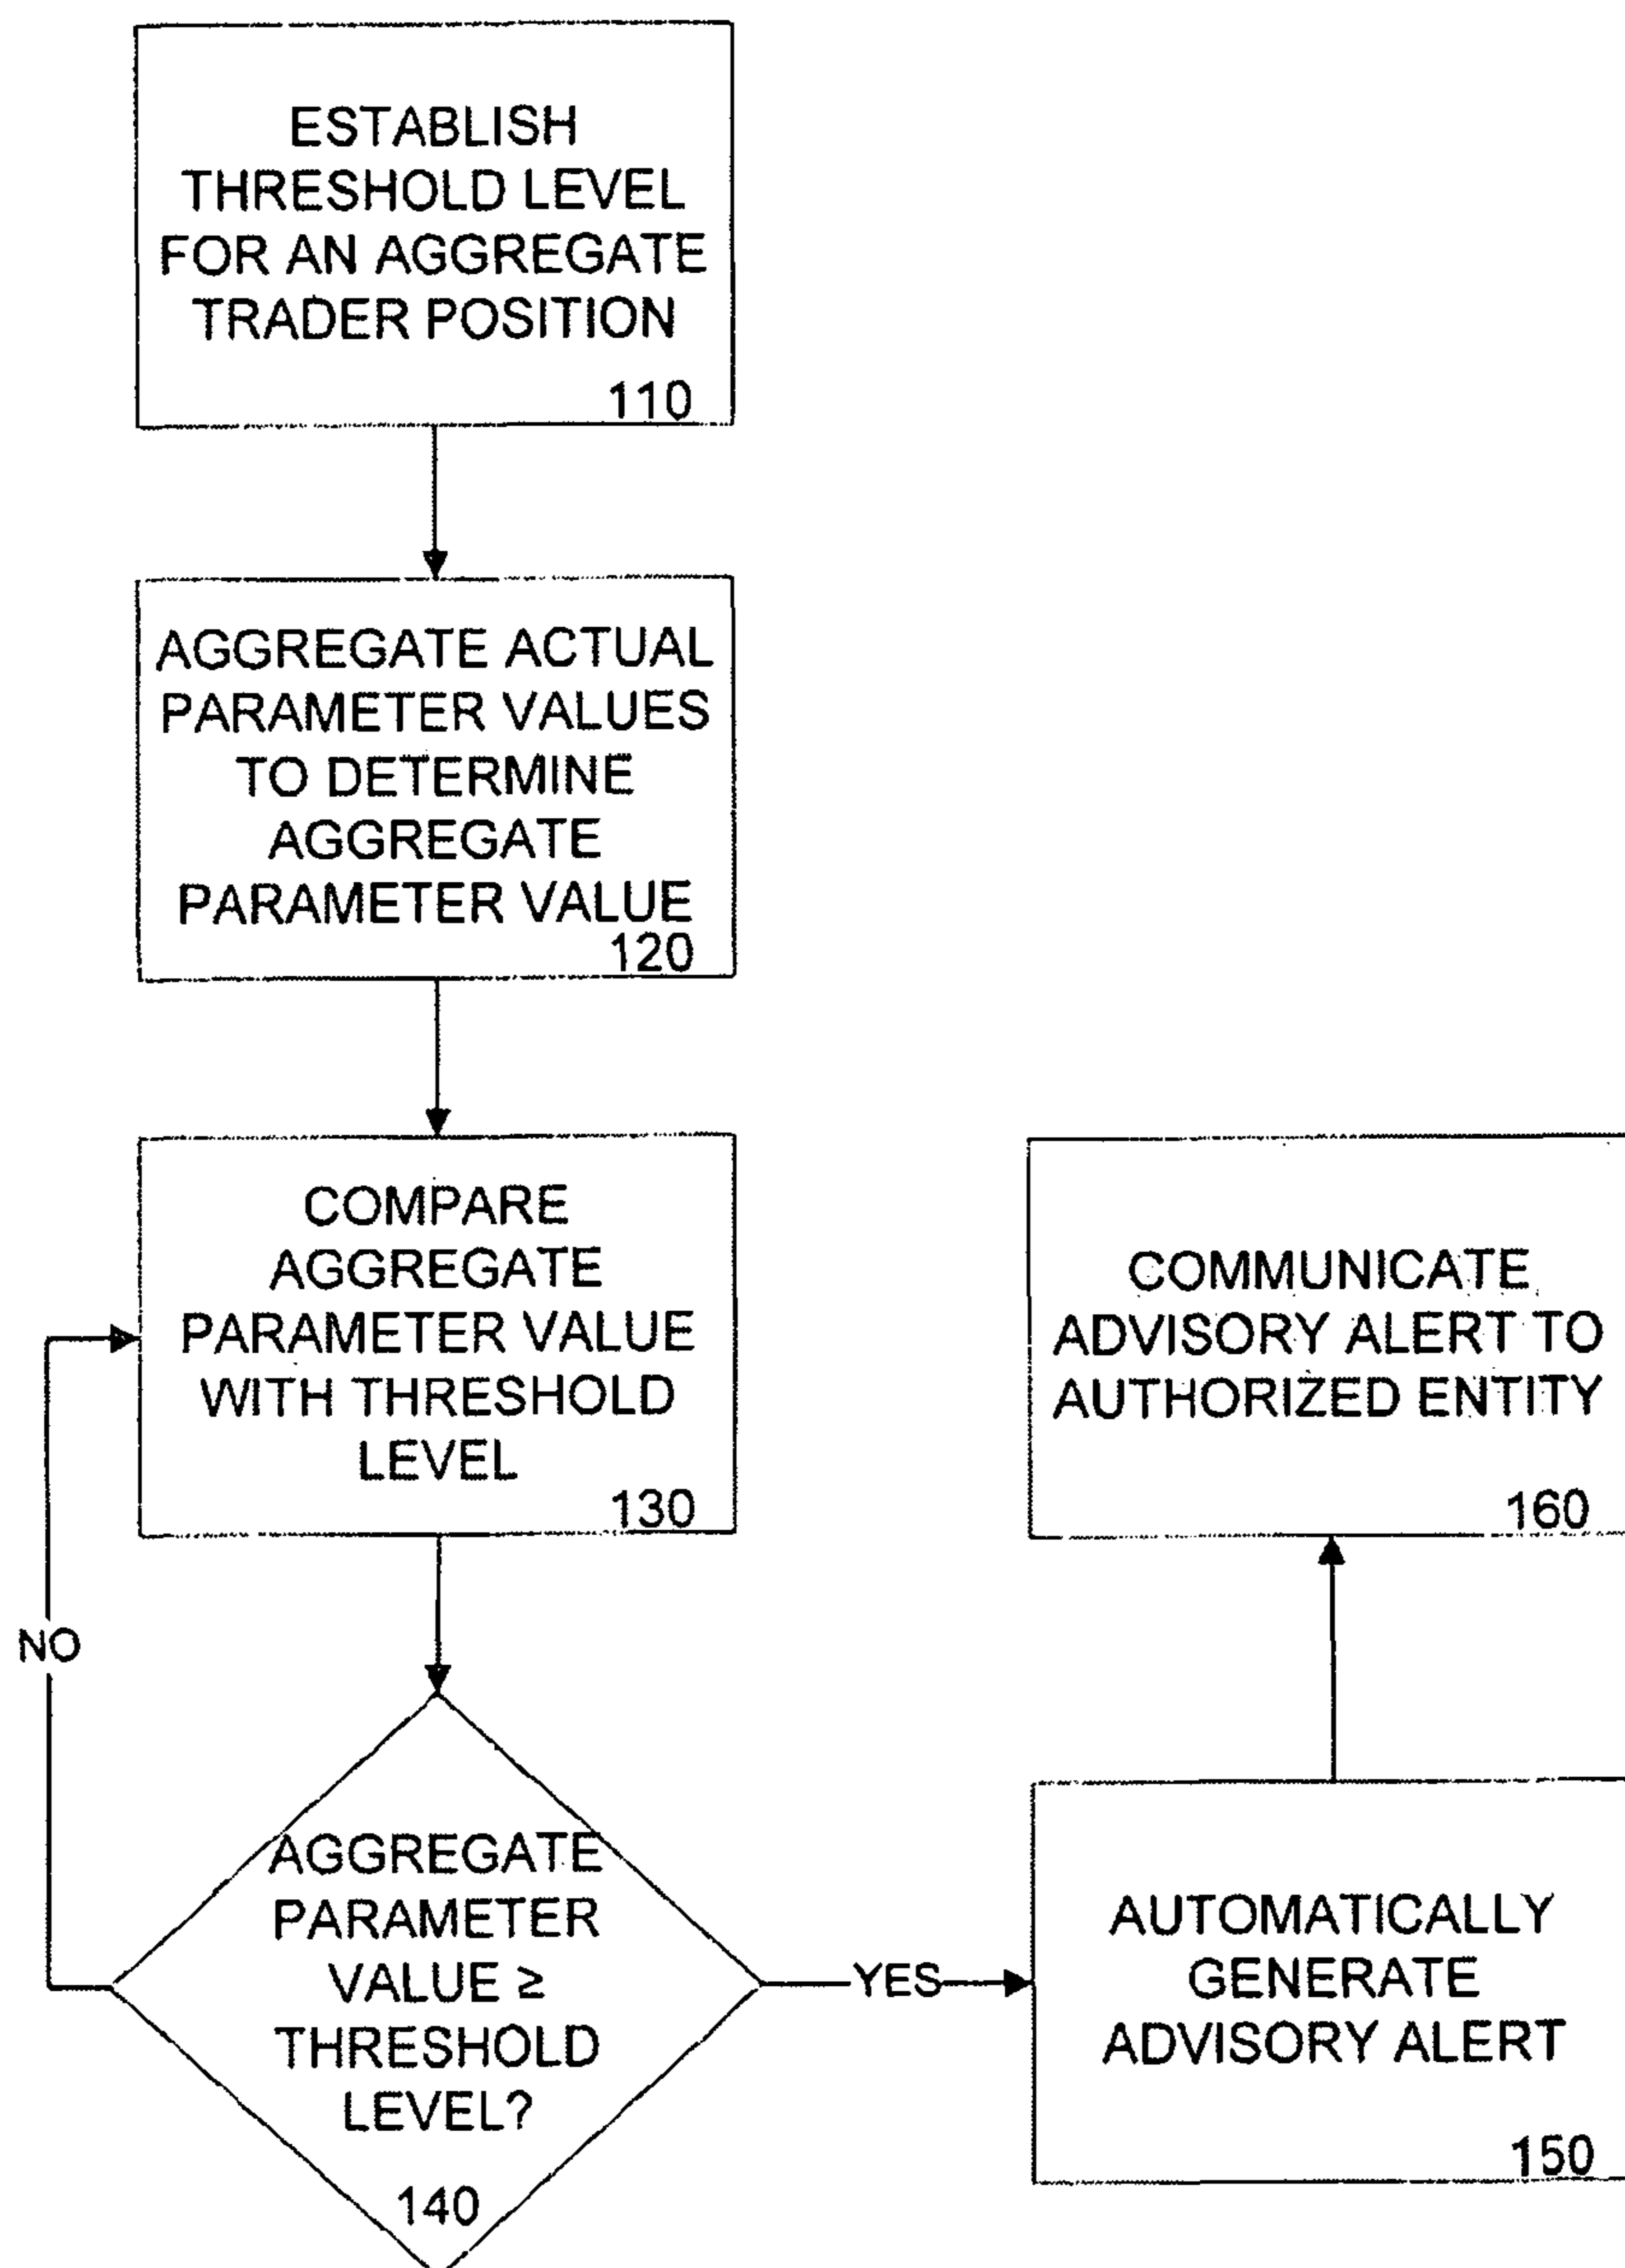 ESTABLISH
THRESHOLD LEVEL
FOR AN AGGREGATE
TRADER POSITION
110
AGGREGATE ACTUAL
PARAMETER VALUES
TO DETERMINE
AGGREGATE
PARAMETER VALUE
120
COMPARE
AGGREGATE
PARAMETER VALUE
WITH THRESHOLD
LEVEL
130
NO
AGGREGATE
PARAMETER
VALUE ≥
THRESHOLD
LEVEL?
140
YES
AUTOMATICALLY
GENERATE
ADVISORY ALERT
150
COMMUNICATE
ADVISORY ALERT TO
AUTHORIZED ENTITY
160